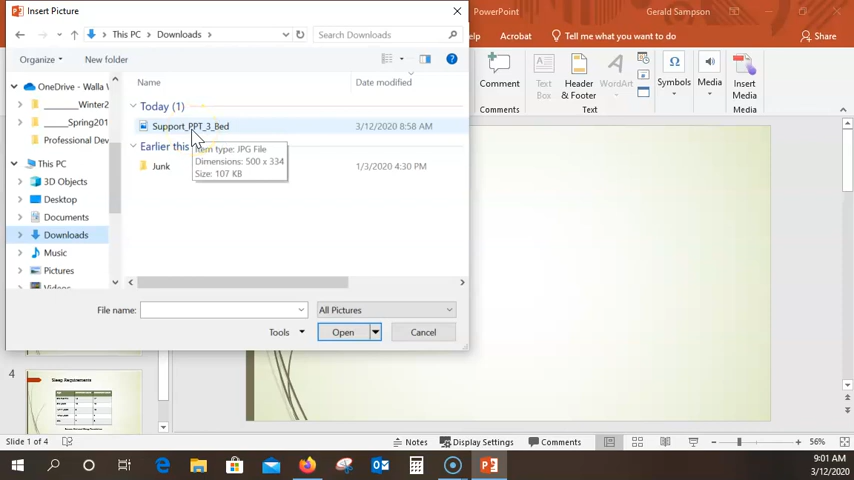 Insert Picture
PowerPoint
Gerald Sampson
This PC > Downloads >
Search Downloads
Help
Acrobat
Tell me what you want to do
Share
Organize
New folder
OneDrive - Walla W
________Winter2
_____Spring201
Professional Dev
This PC
3D Objects
Desktop
Documents
Downloads
Music
Pictures
Videos
Name
Date modified
Today (1)
Support_PPT_3_Bed
3/12/2020 8:58 AM
Earlier this
Item type: JPG File
Dimensions: 500 x 334
Size: 107 KB
Junk
1/3/2020 4:30 PM
File name:
All Pictures
Tools
Open
Cancel
Comment
Comments
Text
Box
Header
& Footer
WordArt
Text
Symbols
Media
Insert
Media
Media
4
Sleep Requirements
Slide 1 of 4
Notes
Display Settings
Comments
56%
9:01 AM
3/12/2020